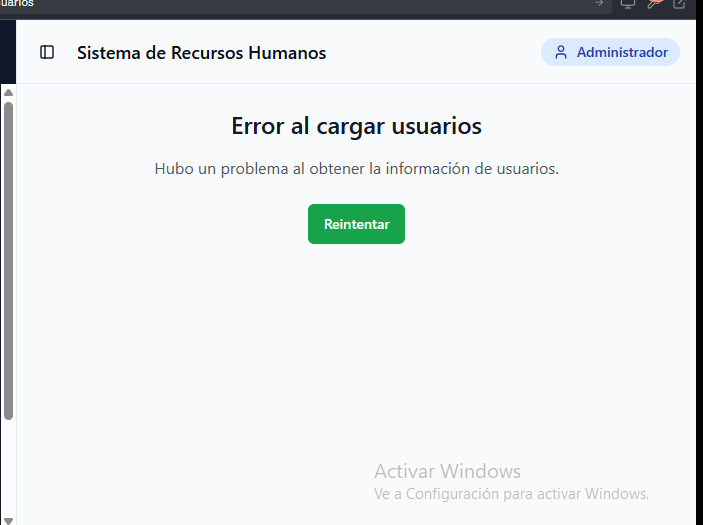 uarios
Sistema de Recursos Humanos
Administrador
Error al cargar usuarios
Hubo un problema al obtener la información de usuarios.
Reintentar
Activar Windows
Ve a Configuración para activar Windows.